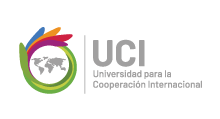 UCI
Universidad para la
Cooperación Internacional